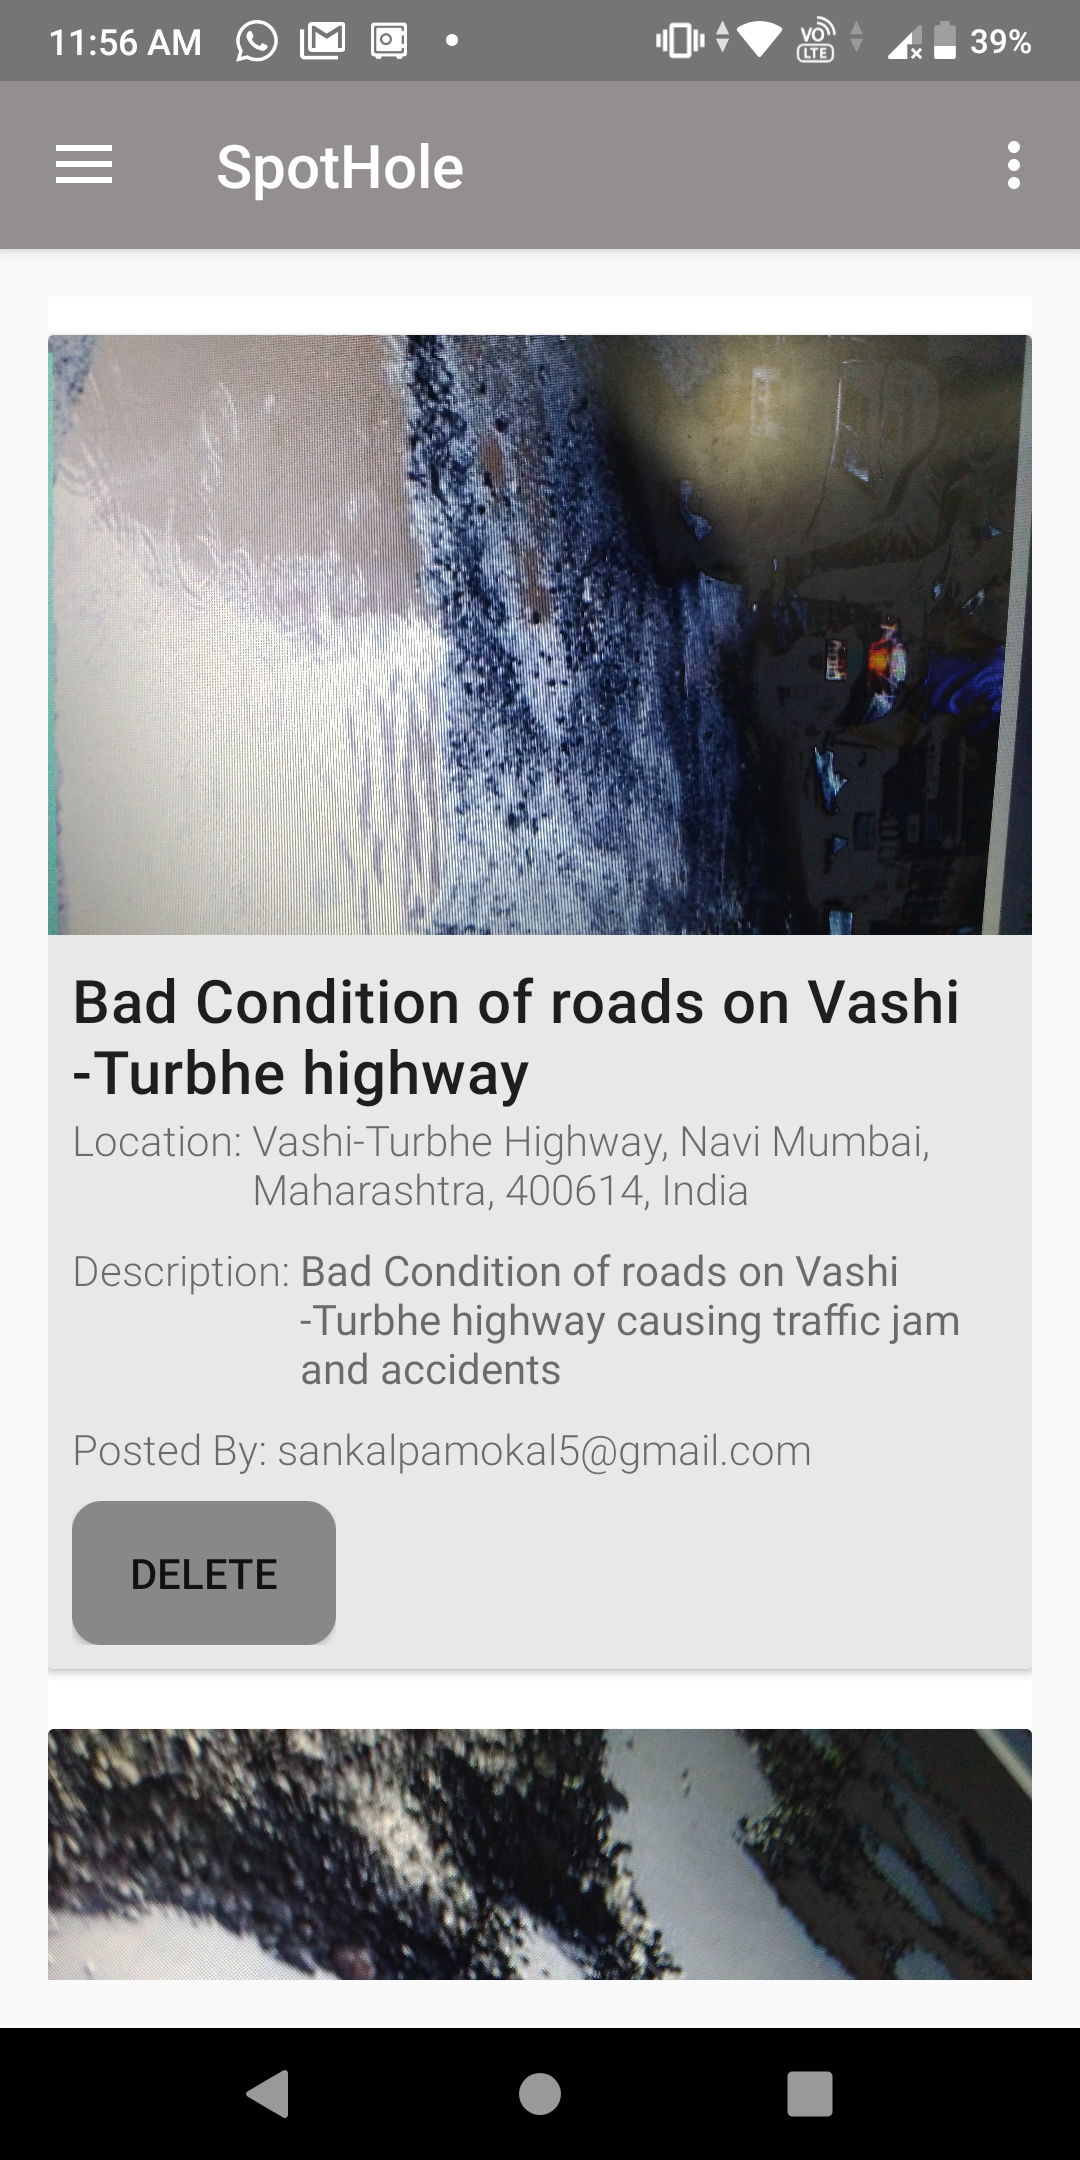 11:56 AM
VO
LTE
39%
SpotHole
Bad Condition of roads on Vashi
-Turbhe highway
Location: Vashi-Turbhe Highway, Navi Mumbai,
Maharashtra, 400614, India
Description: Bad Condition of roads on Vashi
-Turbhe highway causing traffic jam
and accidents
Posted By: sankalpamokal5@gmail.com
DELETE